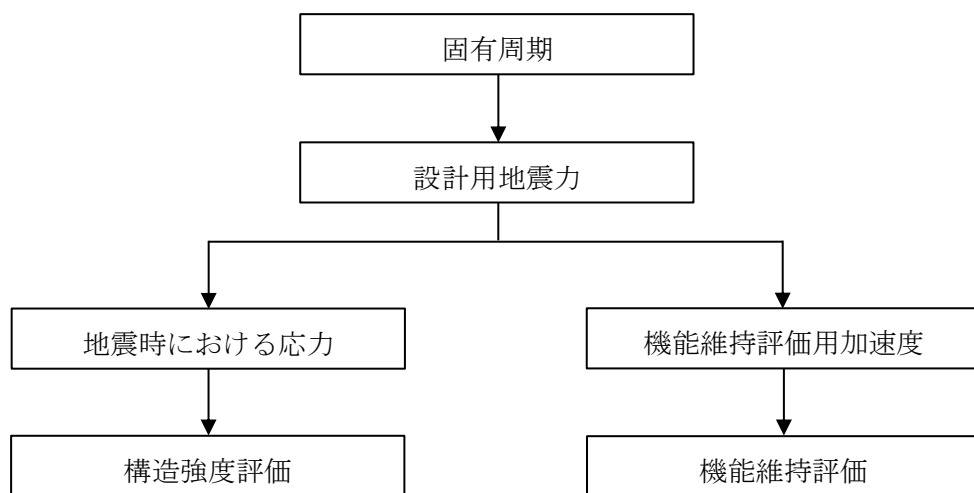 固有周期
設計用地震力
地震時における応力
機能維持評価用加速度
構造強度評価
機能維持評価